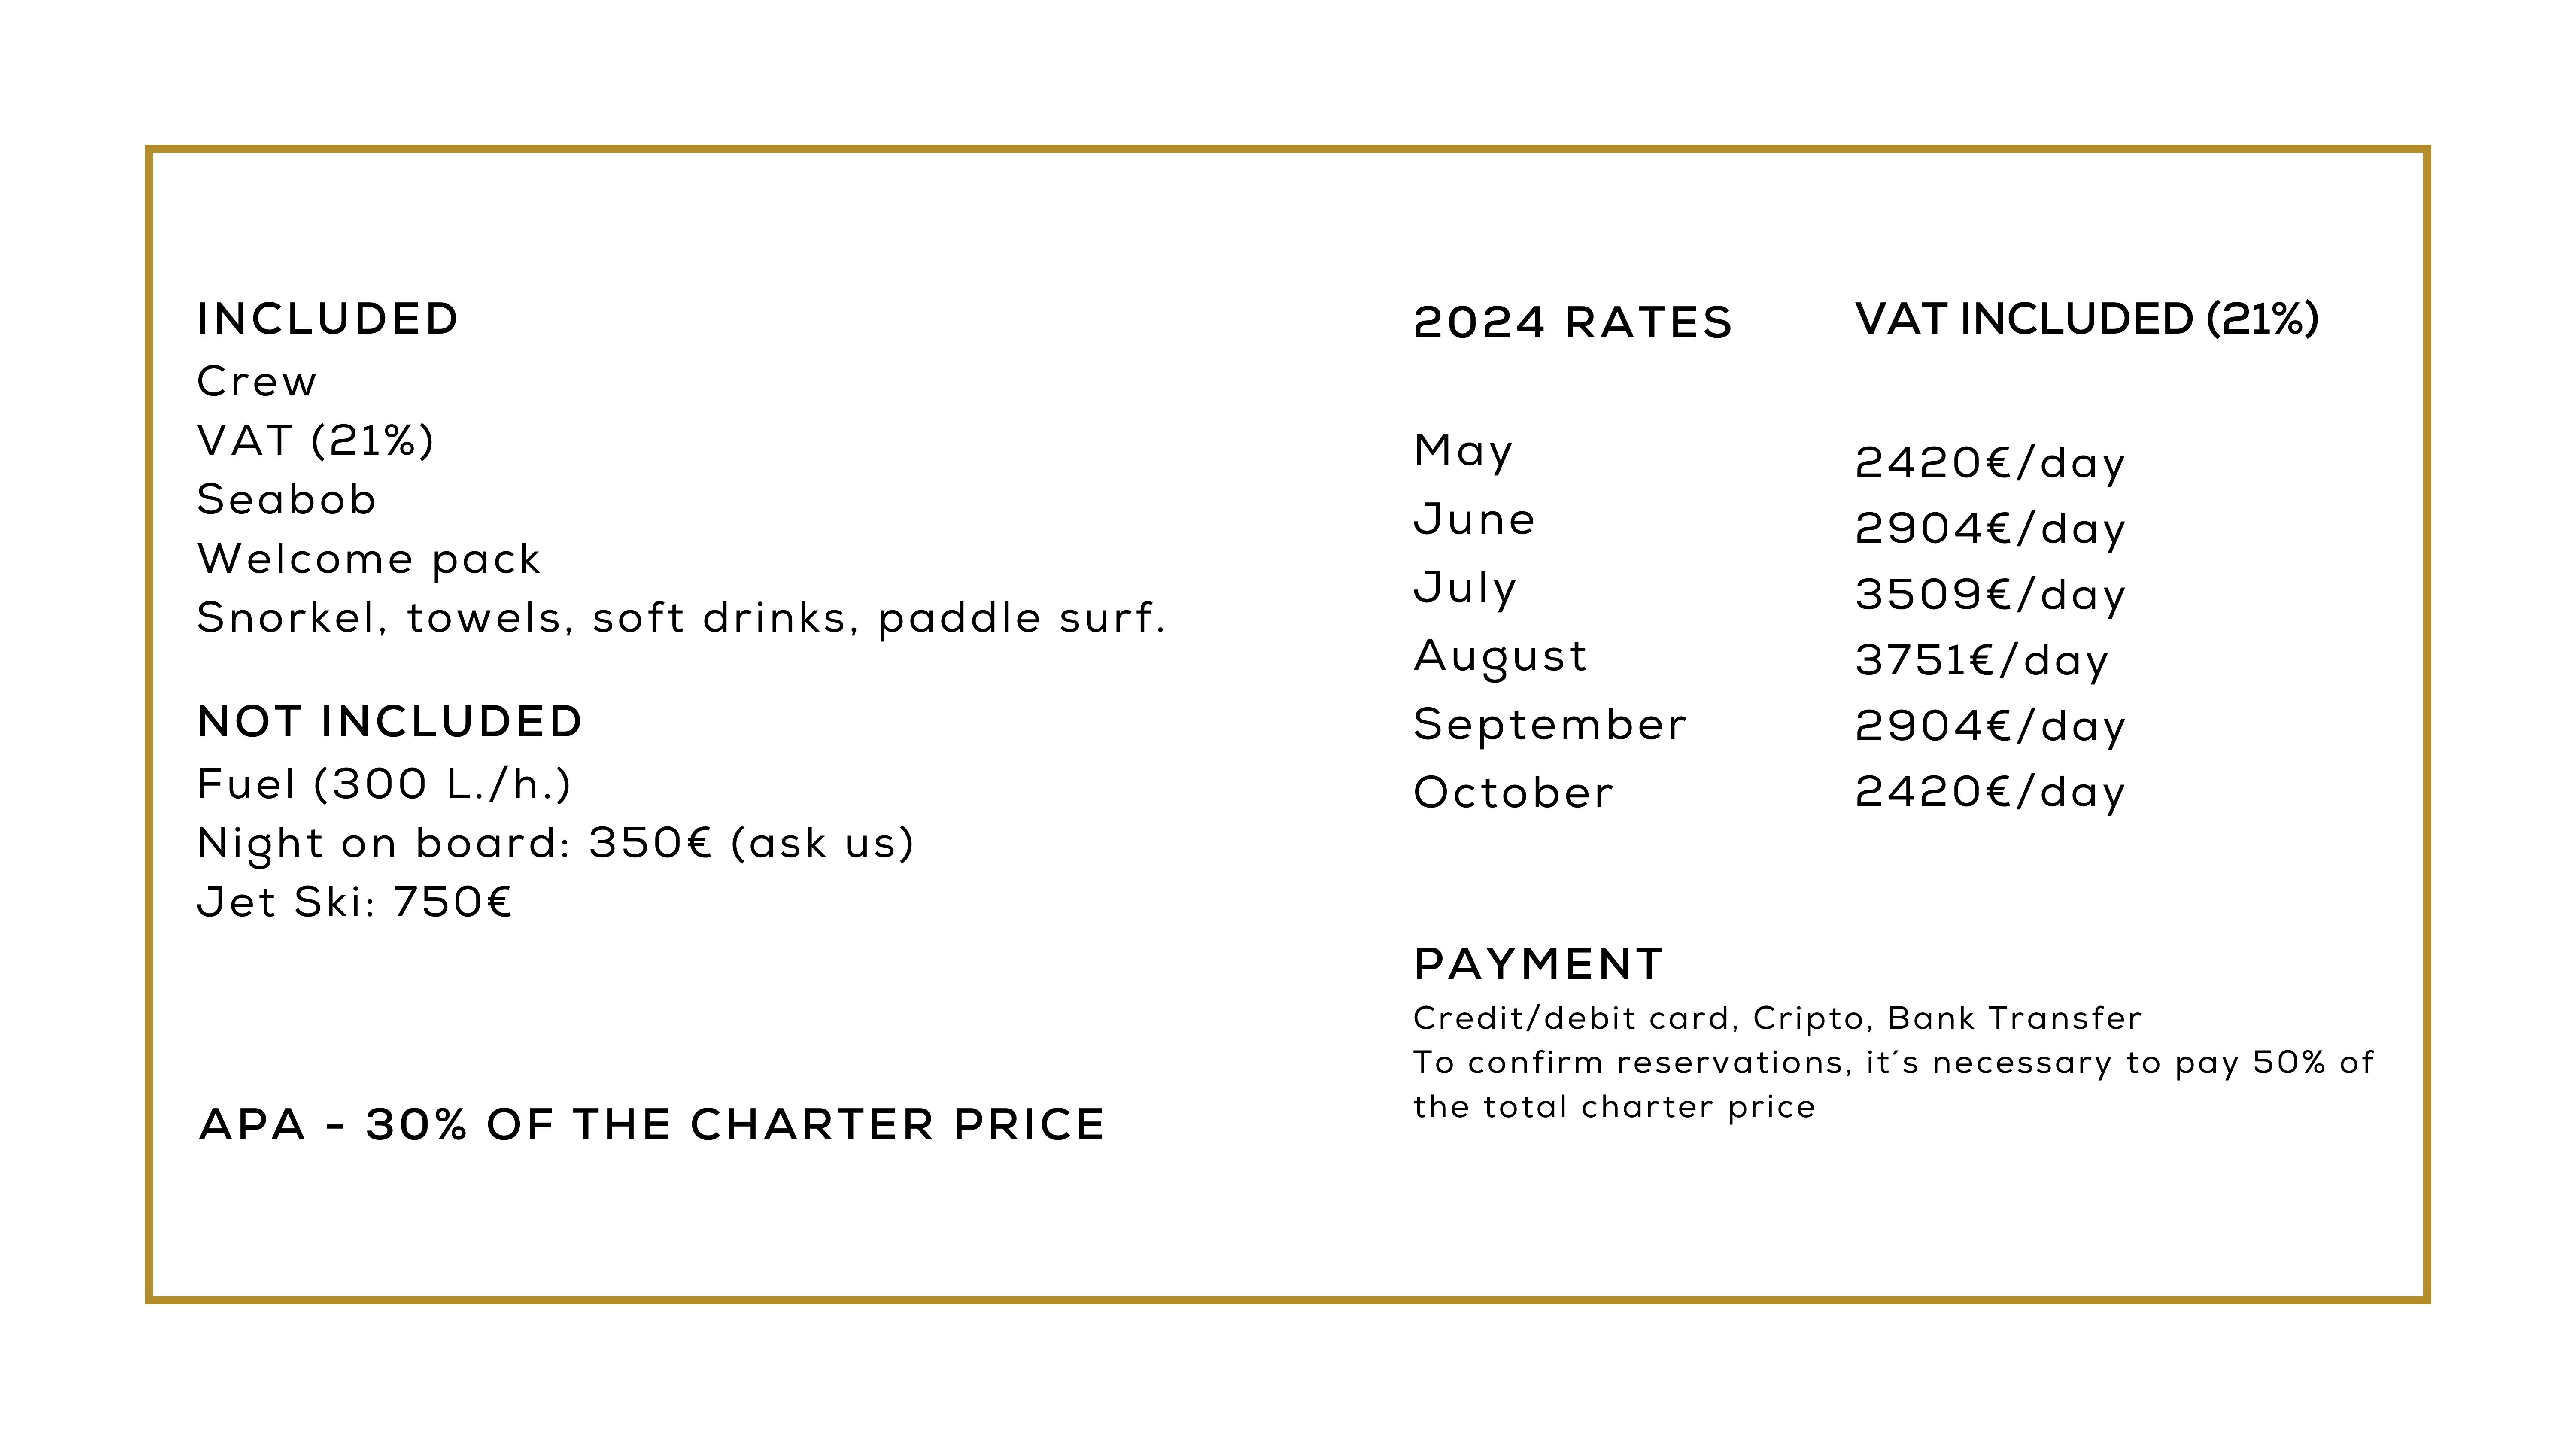 INCLUDED
Crew
VAT (21%)
Seabob
Welcome pack
Snorkel, towels, soft drinks, paddle surf.
NOT INCLUDED
Fuel (300 L./h.)
Night on board: 350€ (ask us)
Jet Ski: 750€
APA - 30% OF THE CHARTER PRICE
2024 RATES VAT INCLUDED (21%)
May 2420€/day
June 2904€/day
July 3509€/day
August 3751€/day
September 2904€/day
October 2420€/day
PAYMENT
Credit/debit card, Cripto, Bank Transfer
To confirm reservations, it´s necessary to pay 50% of
the total charter price